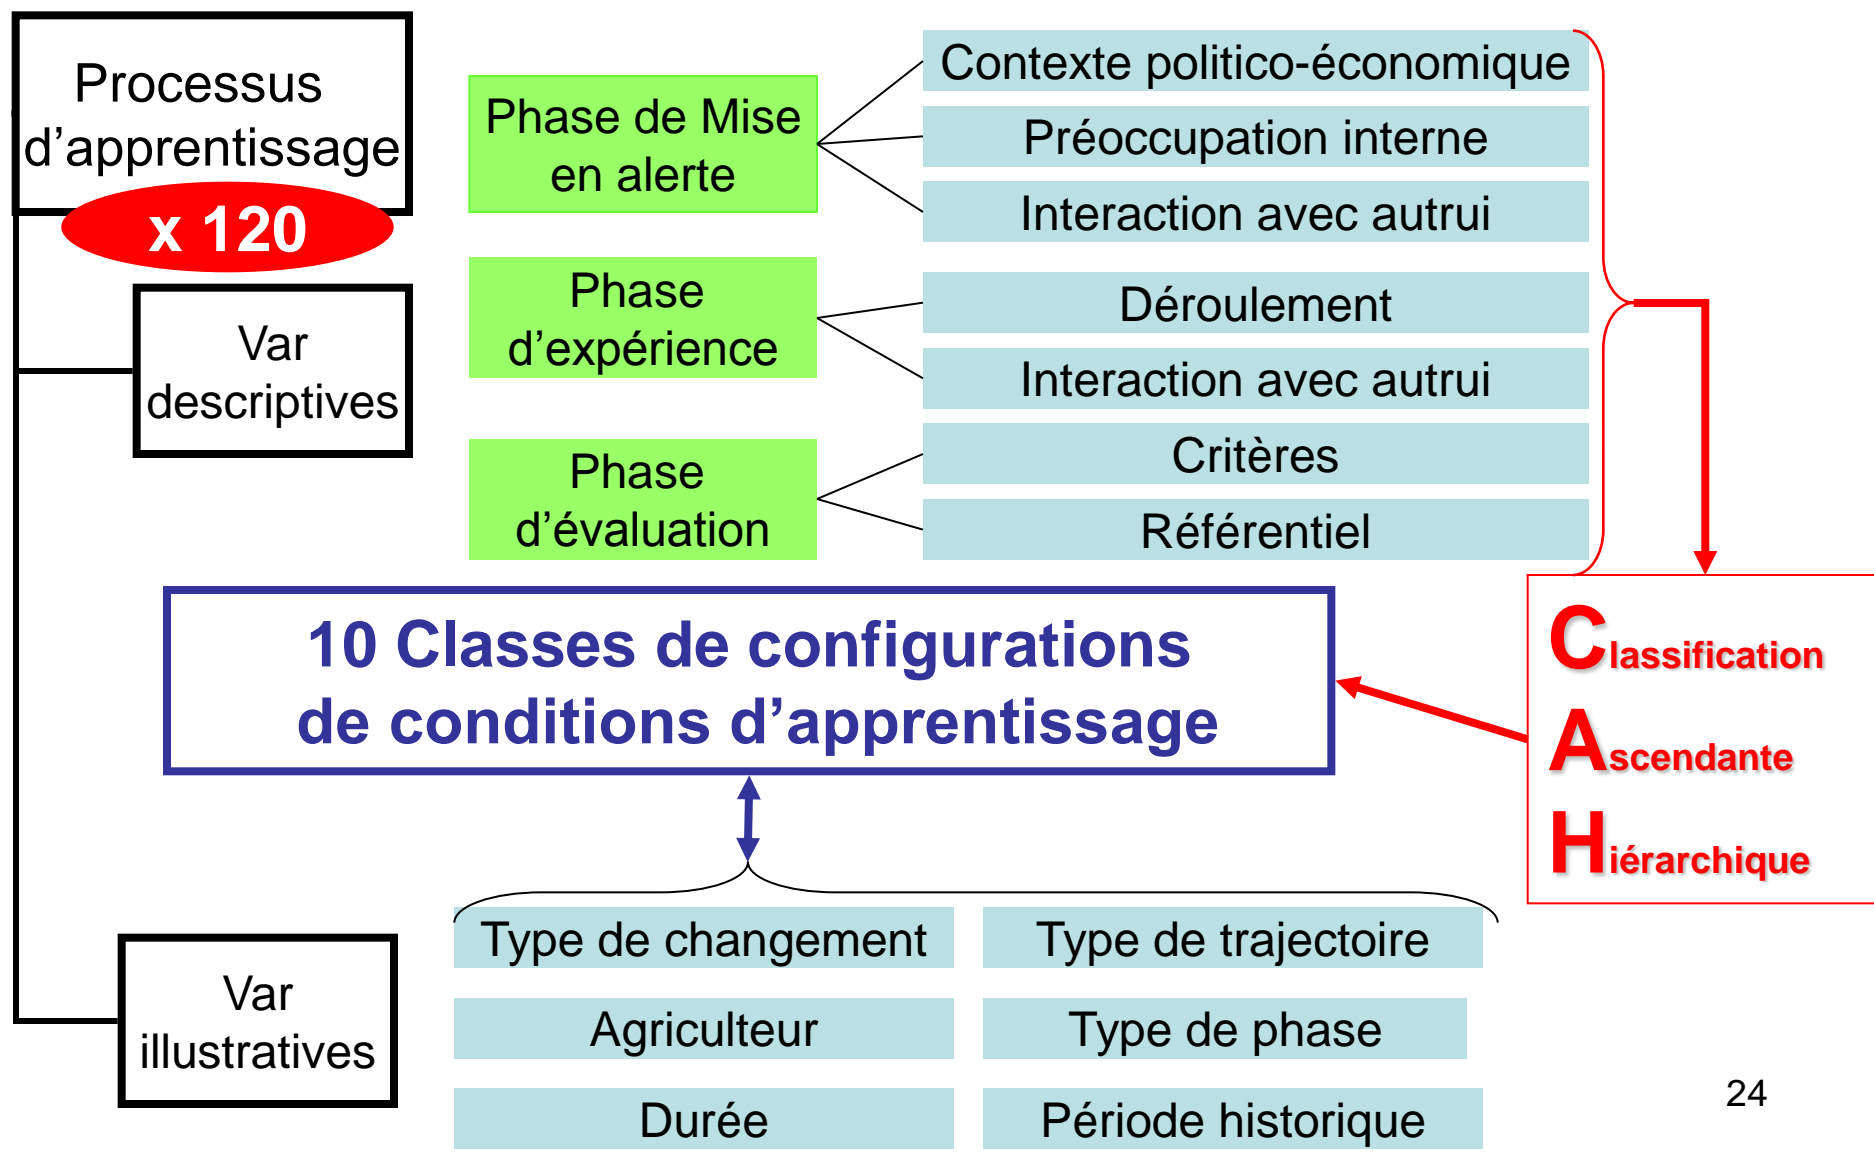 Processus
d’apprentissage
x 120
Var
descriptives
Phase de Mise
en alerte
Contexte politico-économique
Préoccupation interne
Interaction avec autrui
Phase
d’expérience
Déroulement
Interaction avec autrui
Phase
d’évaluation
Critères
Référentiel
Classification
Ascendante
Hiérarchique
10 Classes de configurations
de conditions d’apprentissage
Var
illustratives
Type de changement
Type de trajectoire
Agriculteur
Type de phase
Durée
Période historique
24